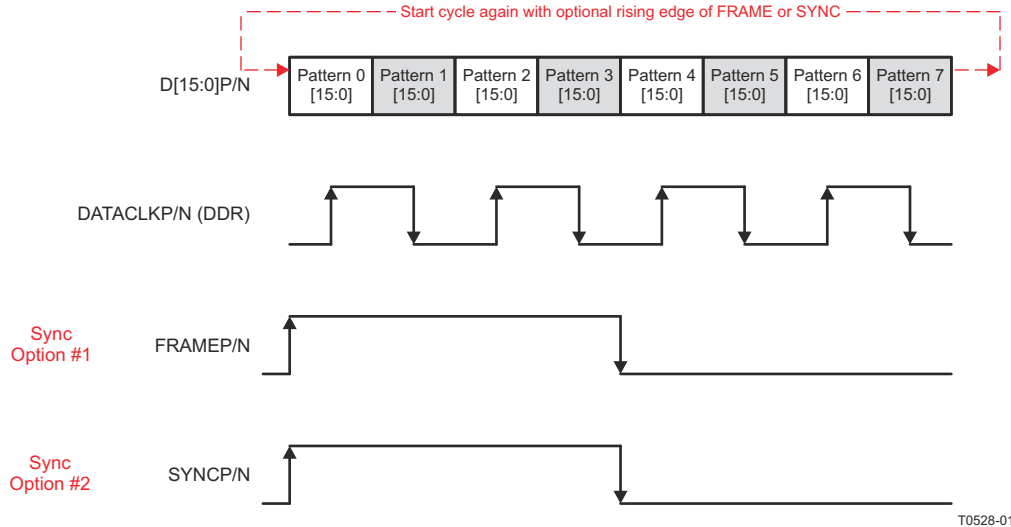 Start cycle again with optional rising edge of FRAME or SYNC
D[15:0]P/N
Pattern 0 Pattern 1 Pattern 2 Pattern 3 Pattern 4 Pattern 5 Pattern 6 Pattern 7
[15:0] [15:0] [15:0] [15:0] [15:0] [15:0] [15:0] [15:0]
DATACLKP/N (DDR)
Sync
Option #1
FRAMEP/N
Sync
Option #2
SYNCP/N
T0528-01